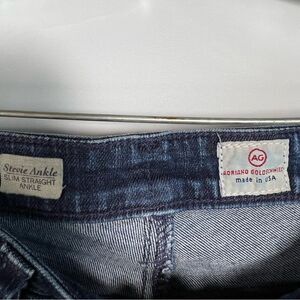 Stevie Ankle
SLIM STRAIGHT
ANKLE
AG
ADRIANO GOLDSCHMIED
made in USA